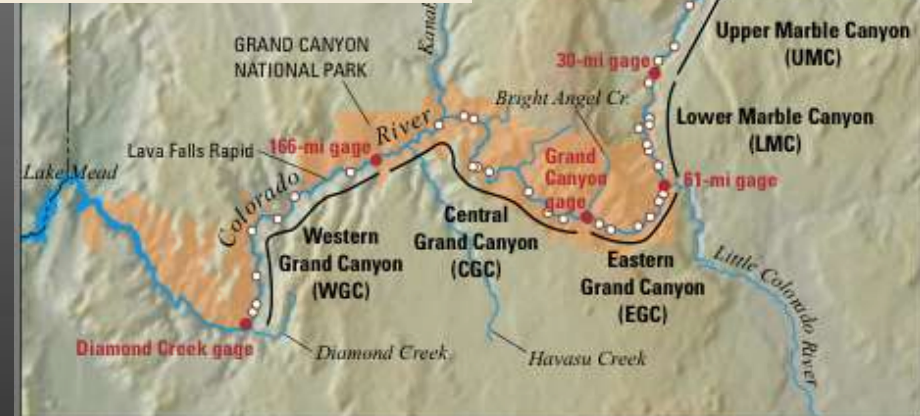 Upper Marble Canyon
(UMC)
30-mi gage
GRAND CANYON
NATIONAL PARK
Bright Angel Cr.
Lower Marble Canyon
(LMC)
River
166-mi gage
Lava Falls Rapid
Lake Mead
Grand
Canyon
gage
61-mi gage
Colorado
Western
Grand Canyon
(WGC)
Central
Grand Canyon
(CGC)
Eastern
Grand Canyon
(EGC)
Little Colorado River
Diamond Creek gage
Diamond Creek
Havasu Creek